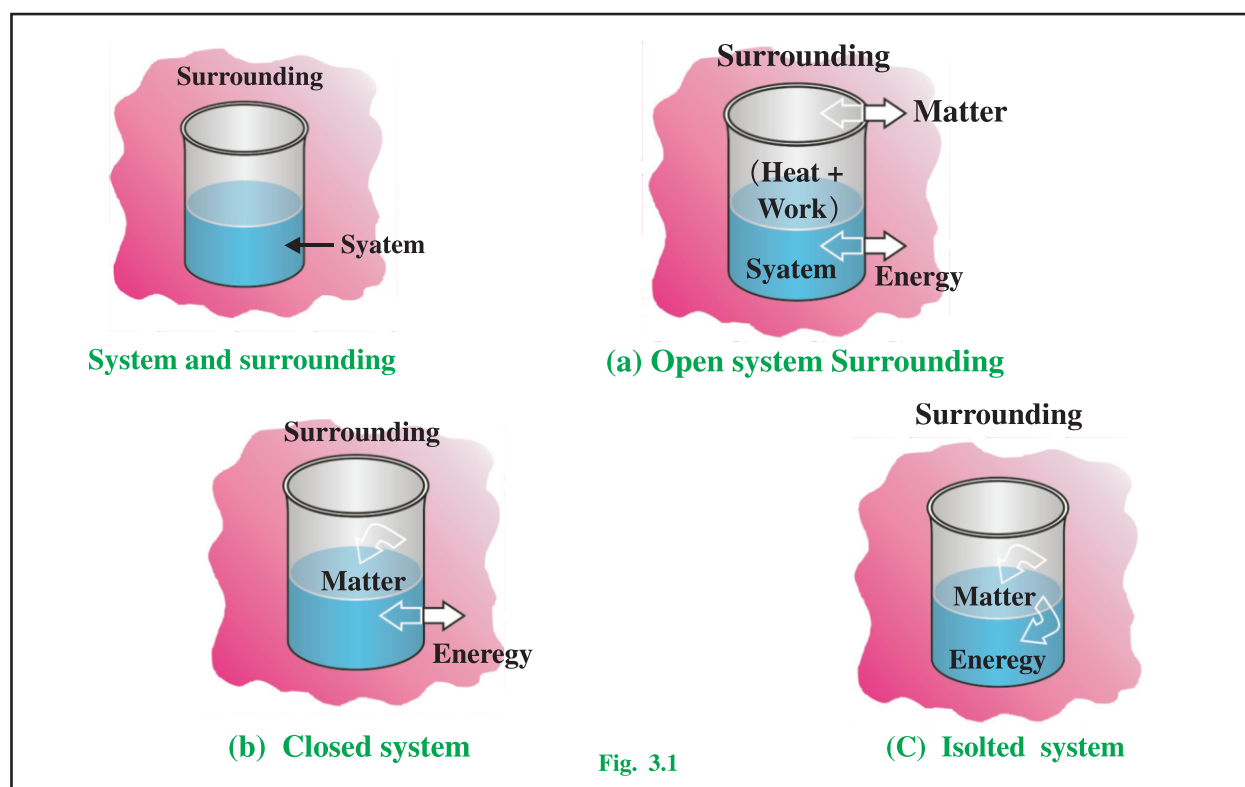 Surrounding
Syatem
System and surrounding
Surrounding
Matter
(Heat +
Work)
Syatem
Energy
(a) Open system Surrounding
Surrounding
Matter
Eneregy
(b) Closed system
Surrounding
Matter
Eneregy
(C) Isolted system
Fig. 3.1